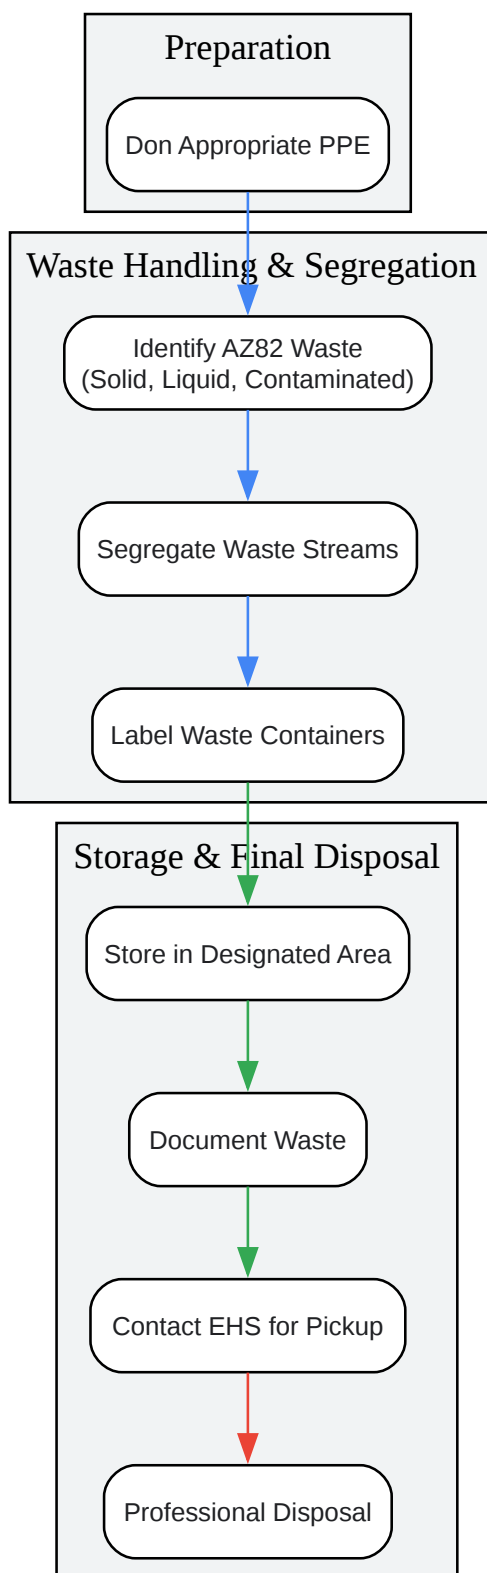 Preparation
Don Appropriate PPE
Waste Handling & Segregation
Identify AZ82 Waste
(Solid, Liquid, Contaminated)
Segregate Waste Streams
Label Waste Containers
Storage & Final Disposal
Store in Designated Area
Document Waste
Contact EHS for Pickup
Professional Disposal